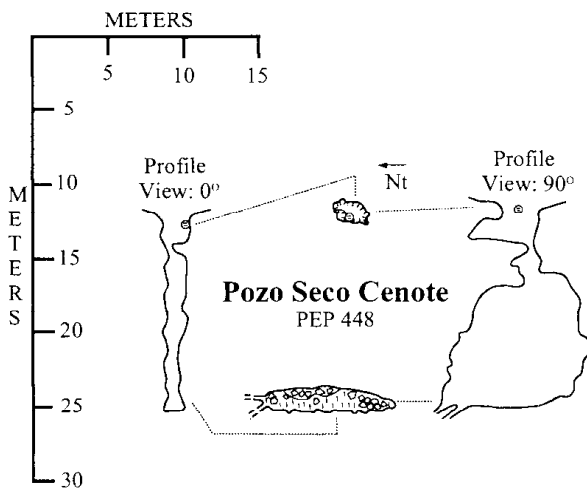 METERS
5 10 15
5
10
15
20
25
30
METERS
Profile
View: 0°
Nt
Profile
View: 90°
Pozo Seco Cenote
PEP 448